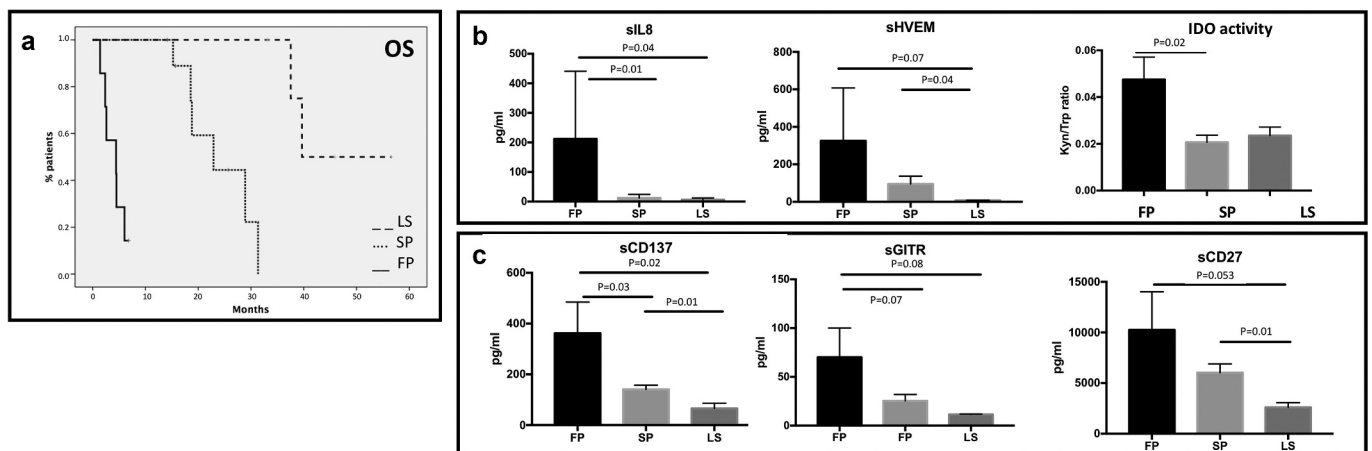 a
OS
1.0
0.8
0.6
0.4
0.2
0.0
% patients
LS
SP
FP
0 10 20 30 40 50 60
Months
b
sIL8
P=0.04
P=0.01
500
400
300
200
100
0
pg/ml
FP SP LS
sHVEM
P=0.07
P=0.04
800
600
400
200
0
pg/ml
FP SP LS
IDO activity
P=0.02
0.06
0.04
0.02
0.00
Kyn/Trp ratio
FP SP LS
c
sCD137
P=0.02
P=0.03
P=0.01
600
400
200
0
pg/ml
FP SP LS
sGITR
P=0.08
P=0.07
150
100
50
0
pg/ml
FP FP LS
sCD27
P=0.053
P=0.01
15000
10000
5000
0
pg/ml
FP SP LS